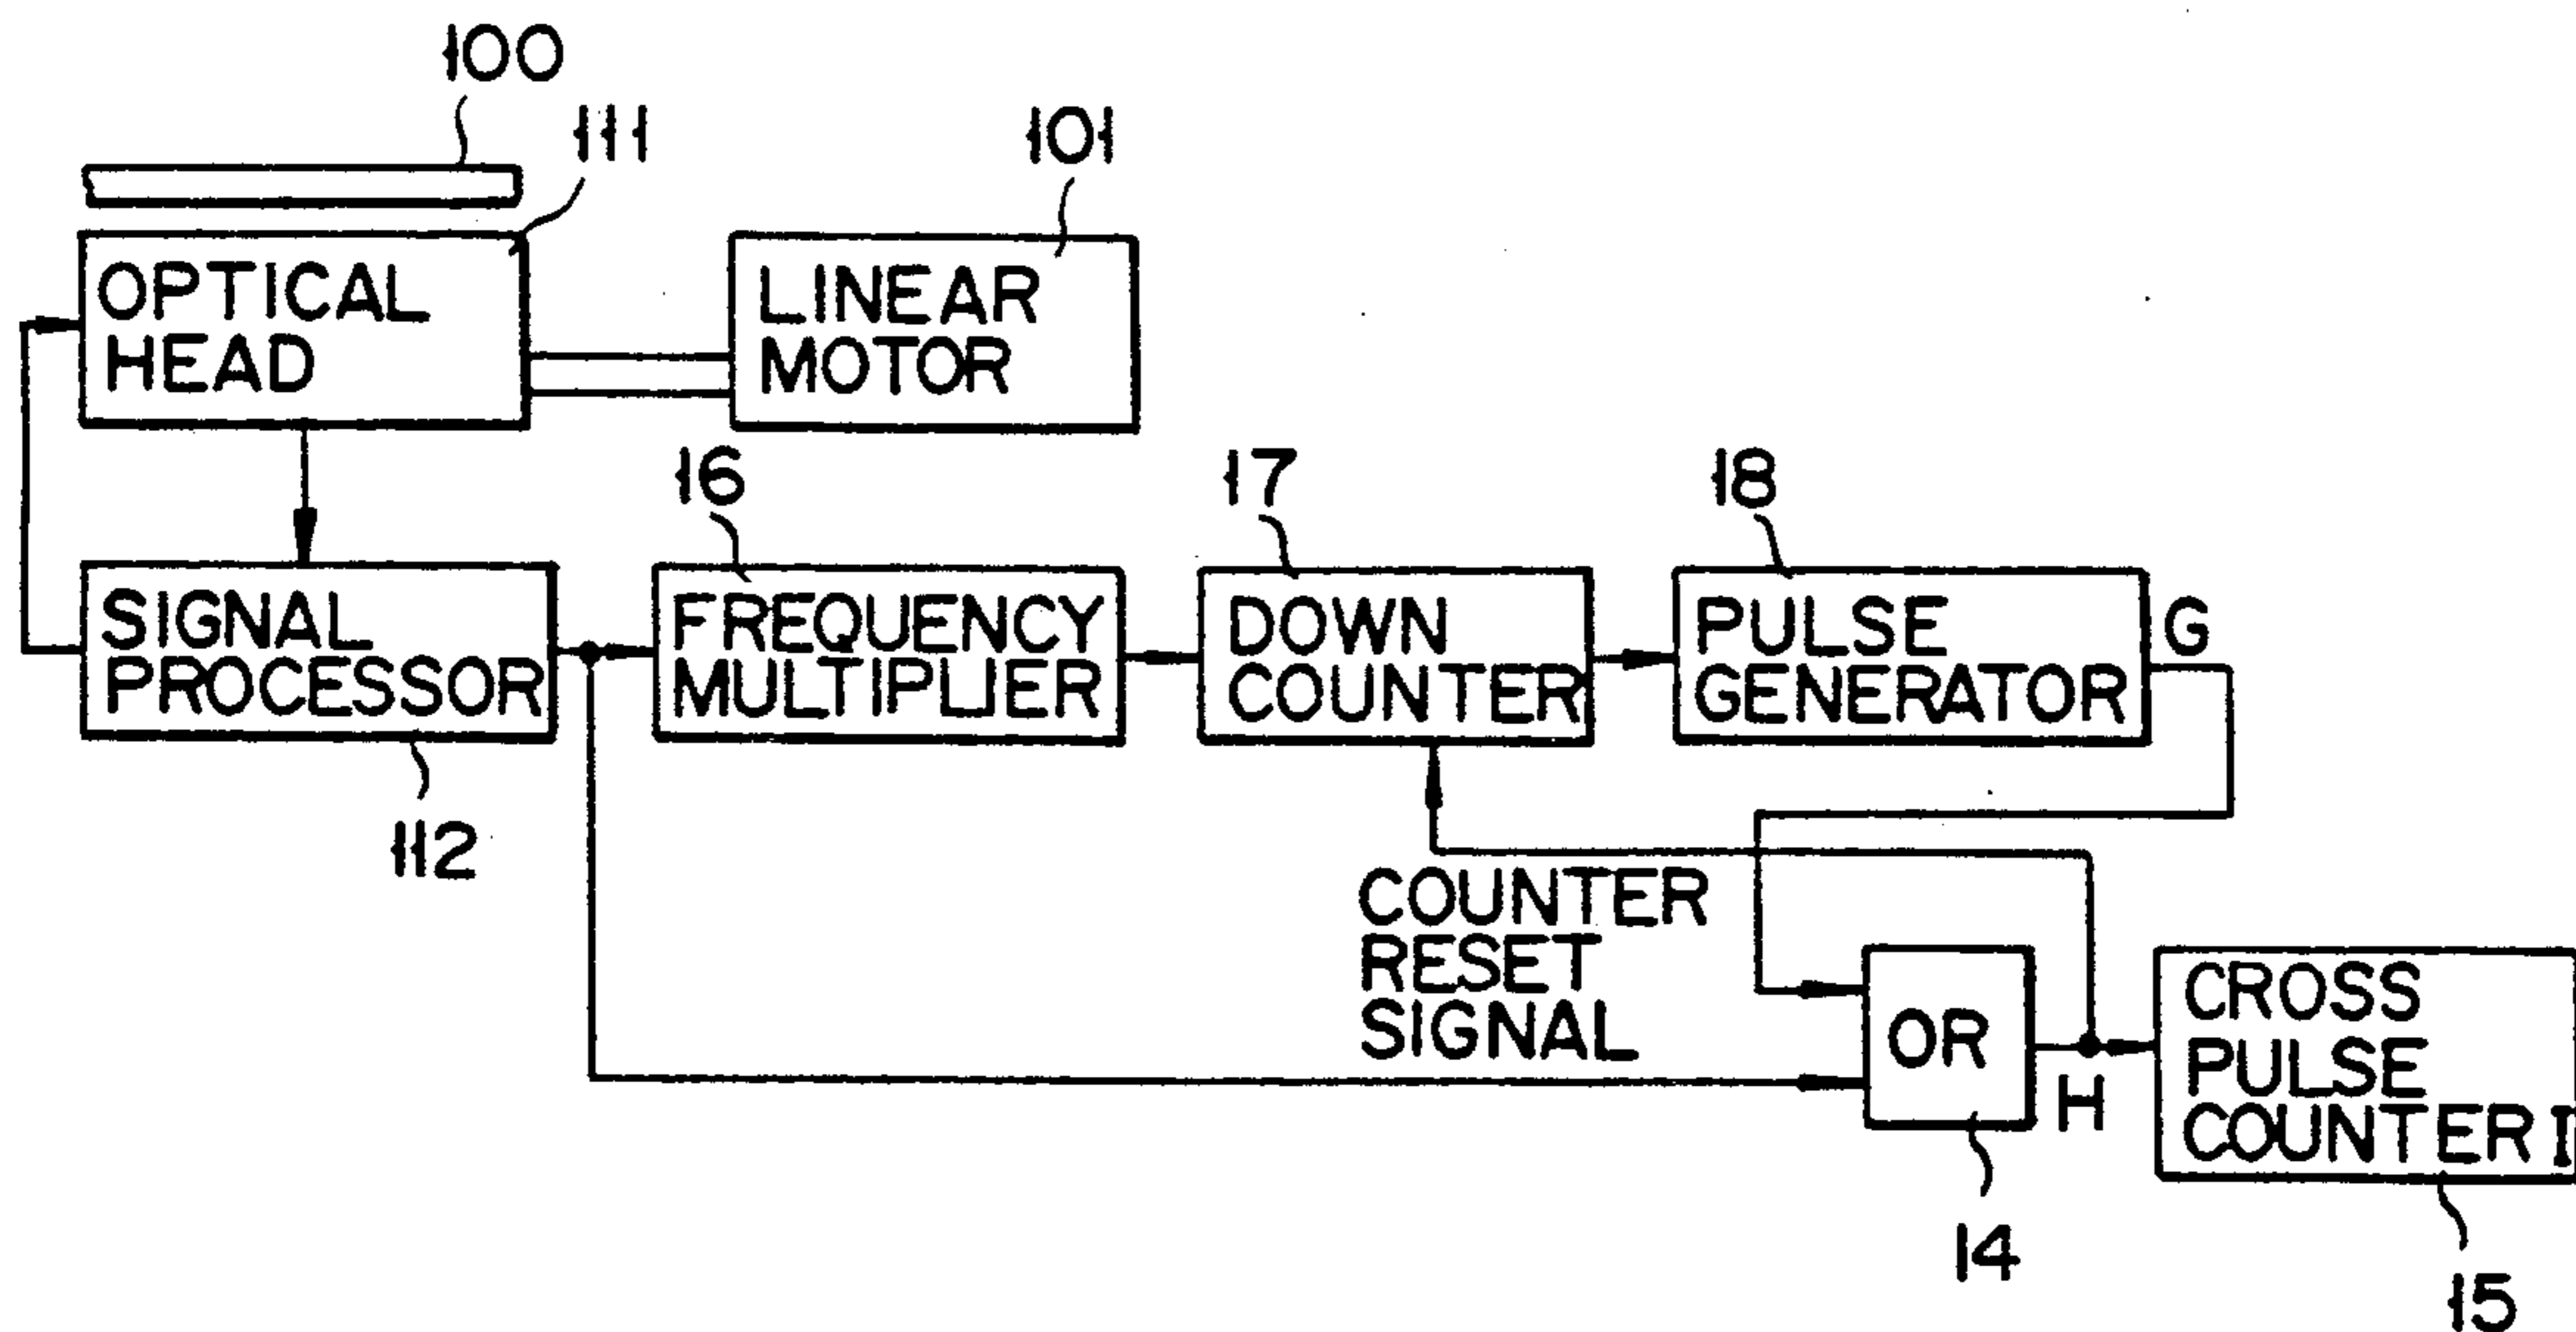 100
111
101
OPTICAL
HEAD
LINEAR
MOTOR
16
17
18
SIGNAL
PROCESSOR
FREQUENCY
MULTIPLIER
DOWN
COUNTER
PULSE
GENERATOR
G
112
COUNTER
RESET
SIGNAL
OR
H
CROSS
PULSE
COUNTER I
14
15